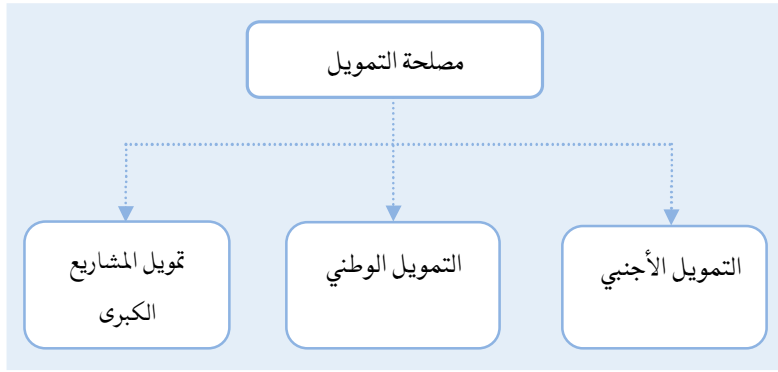 مصلحة التمويل
التمويل الأجنبي
التمويل الوطني
تمويل المشاريع
الكبرى